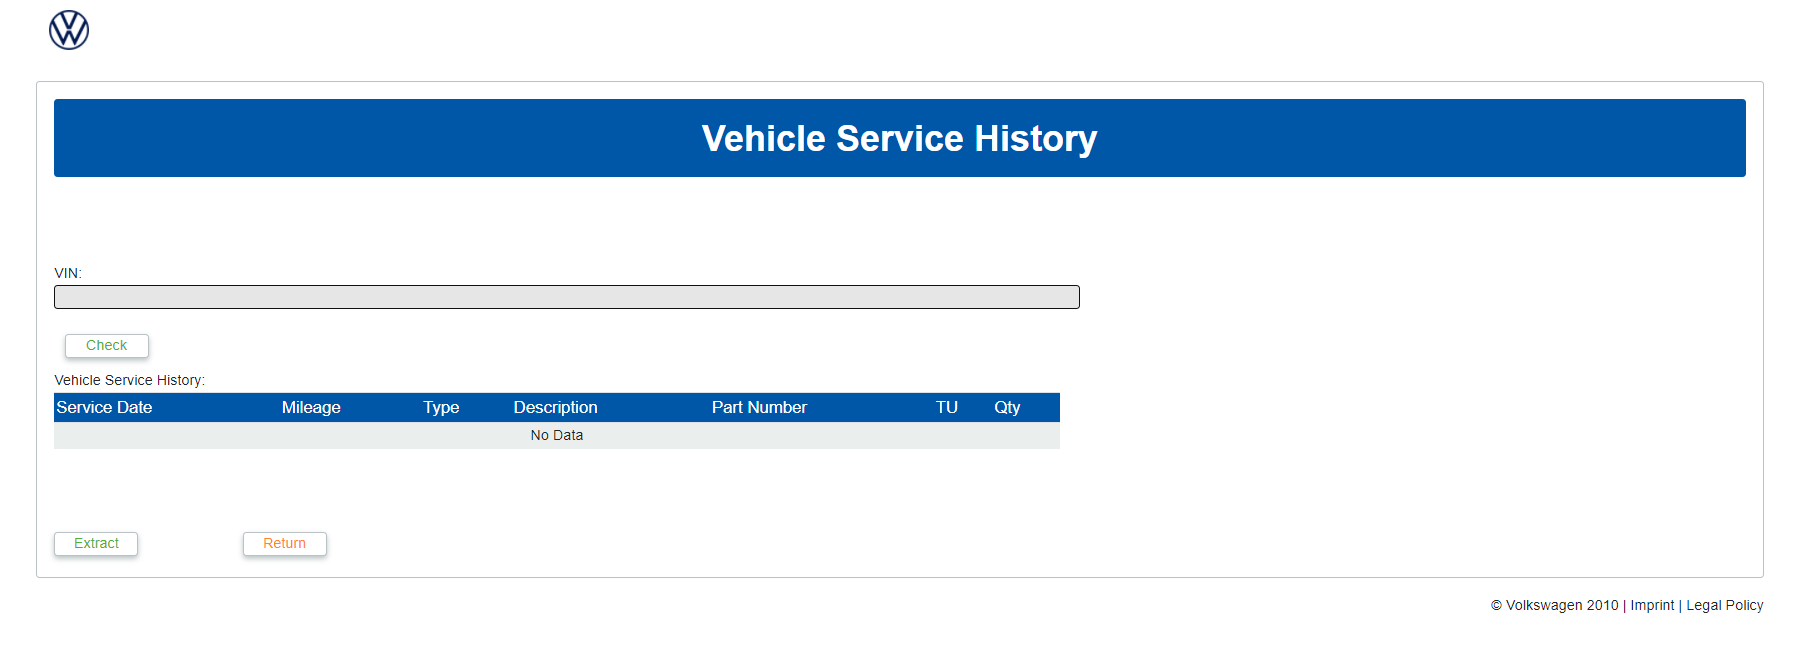 Vehicle Service History
VIN:
Check
Vehicle Service History:
Service Date Mileage Type Description Part Number TU Qty
No Data
Extract Return
© Volkswagen 2010 | Imprint | Legal Policy